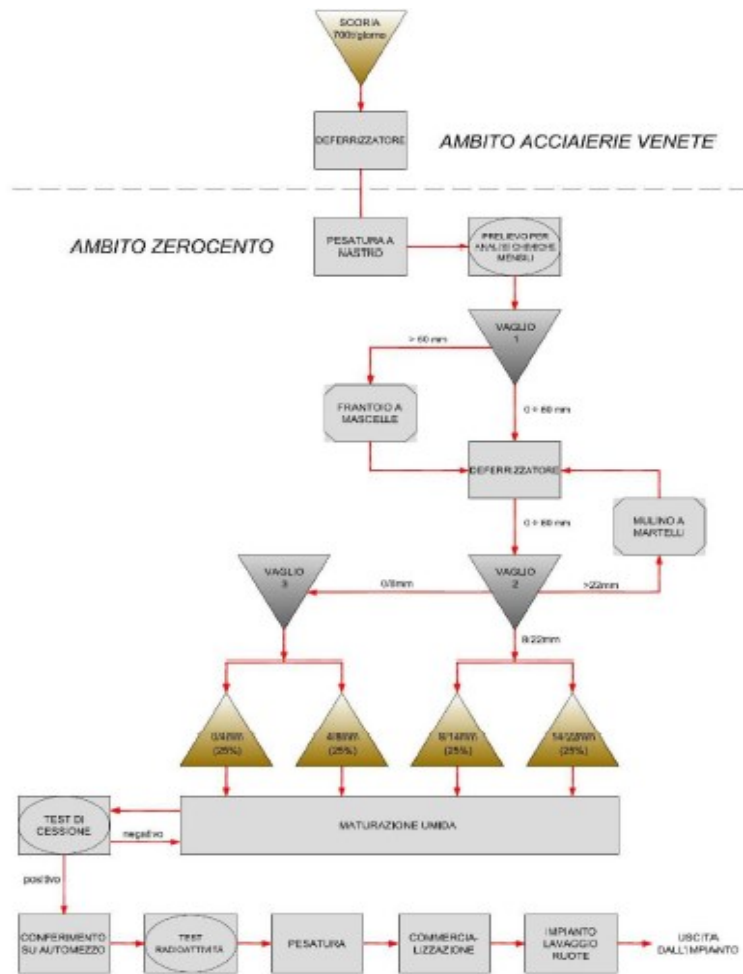 SCORIA
700t/giorno
DEFERRIZZATORE
AMBITO ACCIAIERIE VENETE
AMBITO ZEROCENTO
PESATURA A
NASTRO
PRELIEVO PER
ANALISI CHIMICHE
MENSILI
VAGLIO
1
> 60 mm
FRANTOIO A
MASCELLE
0 ÷ 60 mm
DEFERRIZZATORE
0 ÷ 60 mm
MULINO A
MARTELLI
VAGLIO
3
0/8mm
VAGLIO
2
>22mm
8/22mm
0/4mm
(25%)
4/8mm
(25%)
8/14mm
(25%)
14/22mm
(25%)
TEST DI
CESSIONE
negativo
MATURAZIONE UMIDA
positivo
CONFERIMENTO
SU AUTOMEZZO
TEST
RADIOATTIVITÀ
PESATURA
COMMERCIA-
LIZZAZIONE
IMPIANTO
LAVAGGIO
RUOTE
USCITA
DALL'IMPIANTO